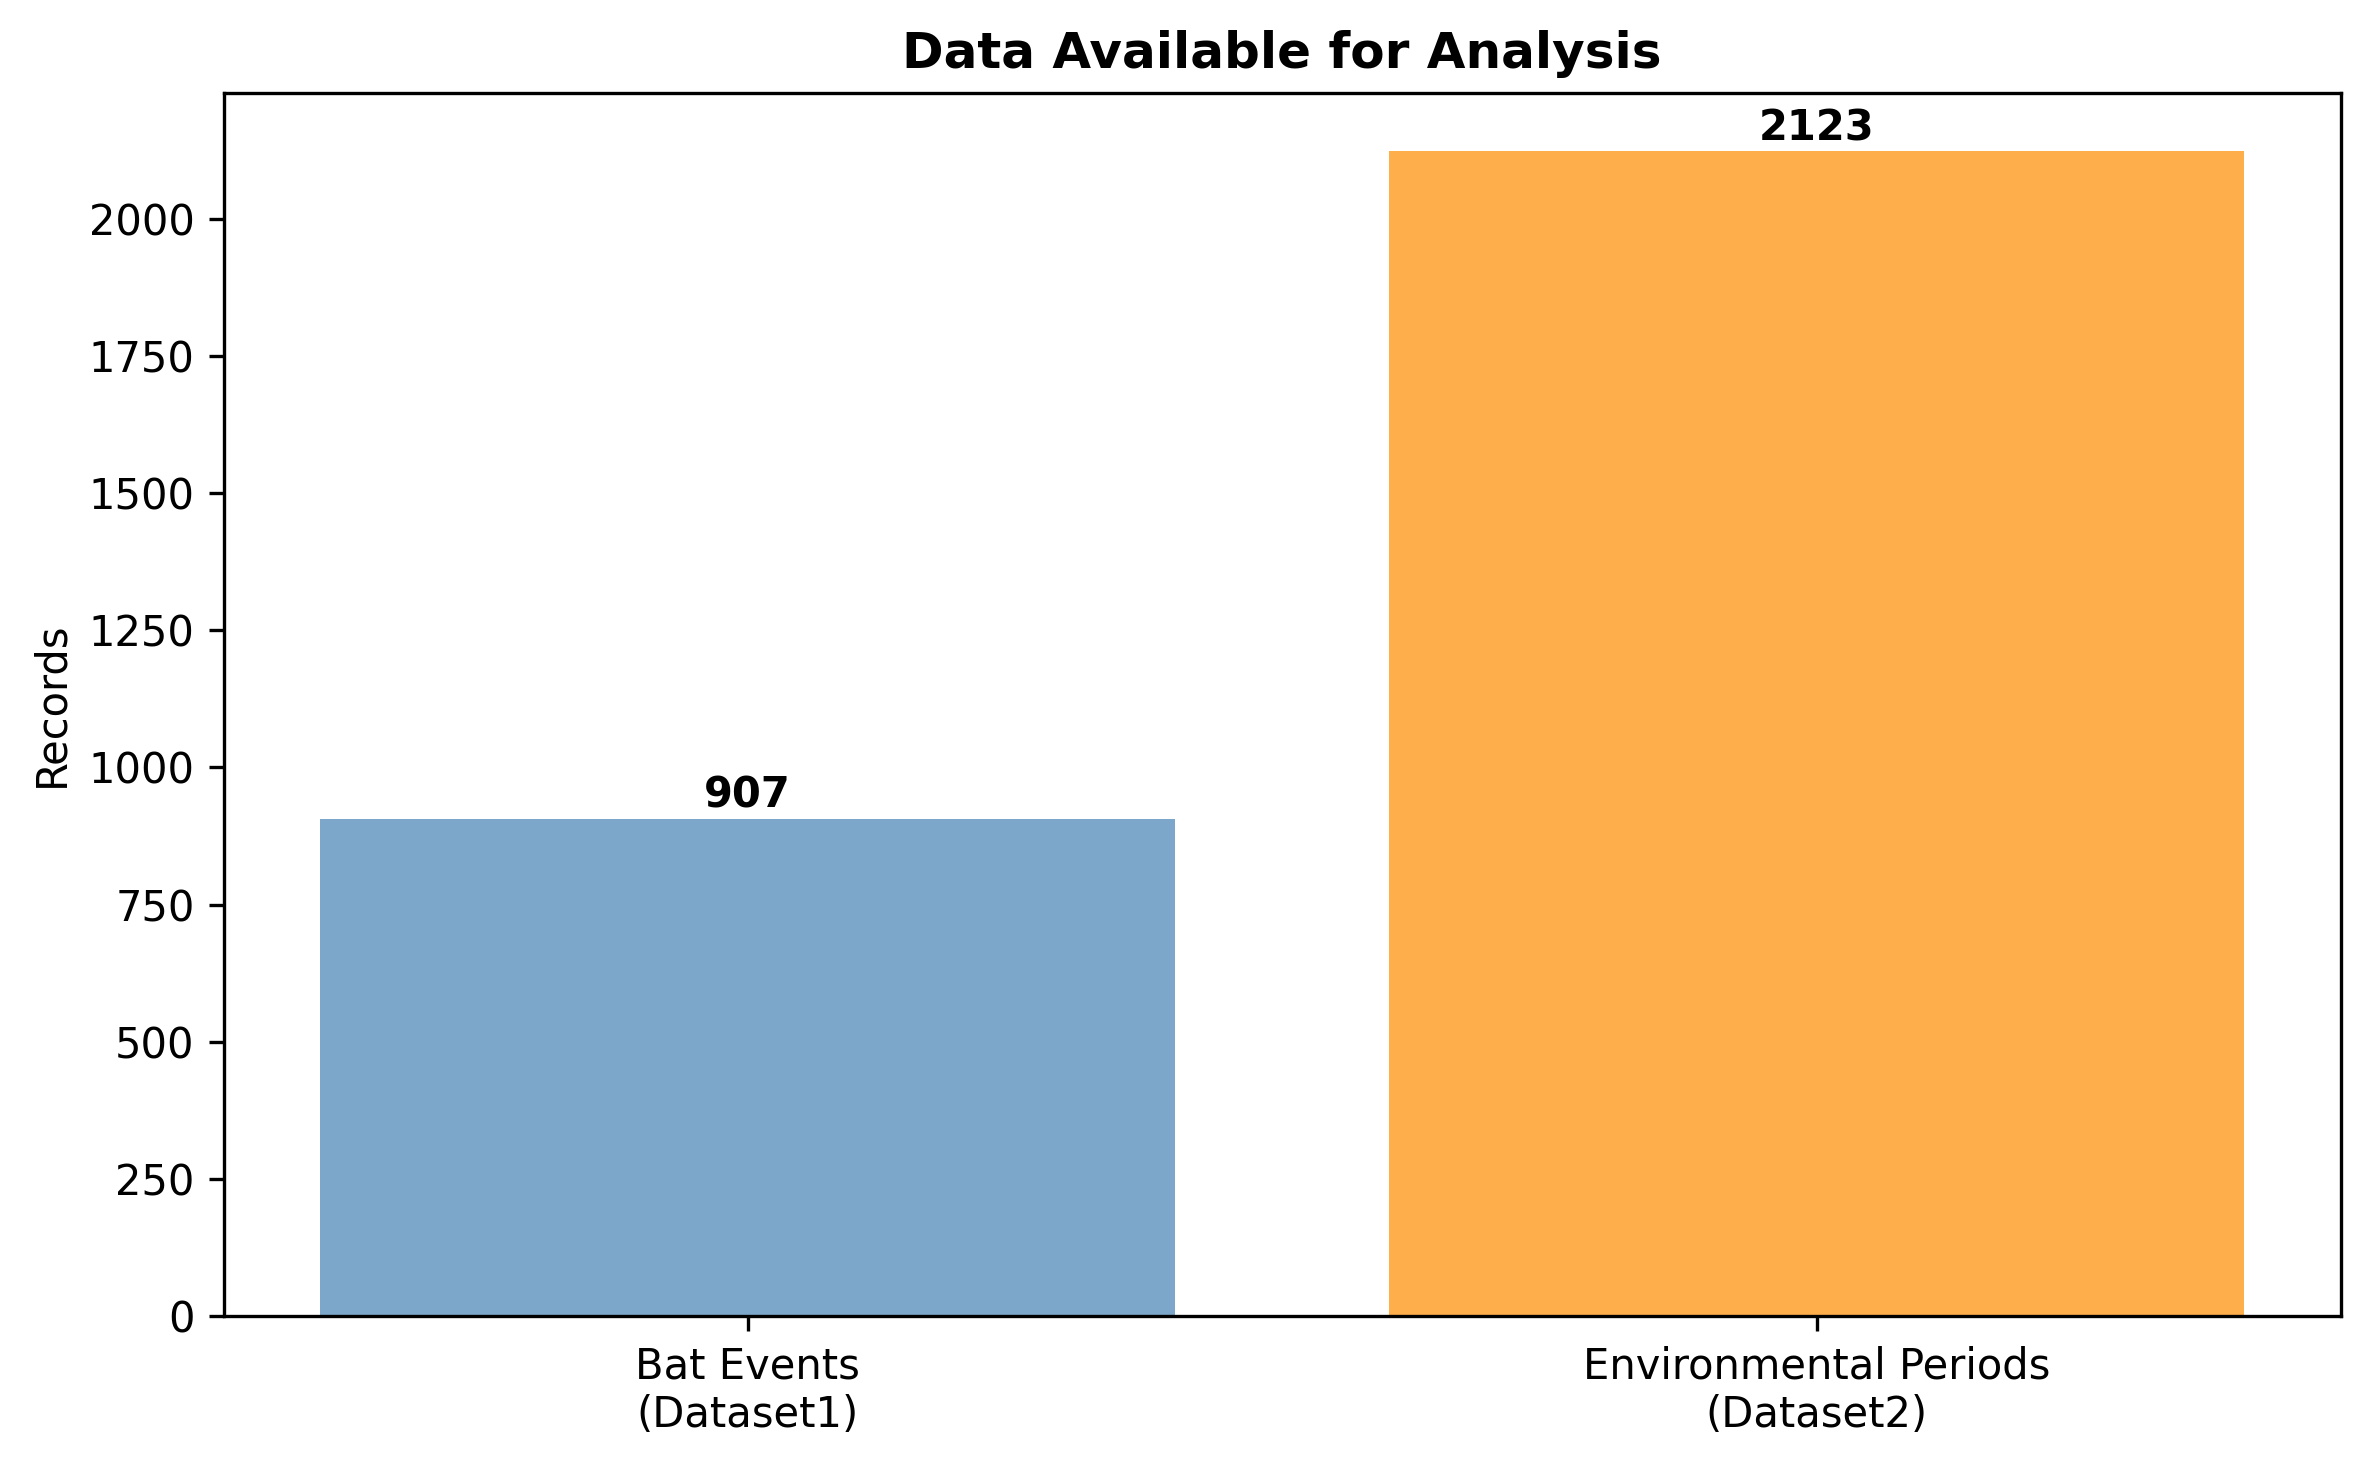 Data Available for Analysis
2123
2000
1750
1500
1250
Records
1000
907
750
500
250
0
Bat Events
(Dataset1)
Environmental Periods
(Dataset2)